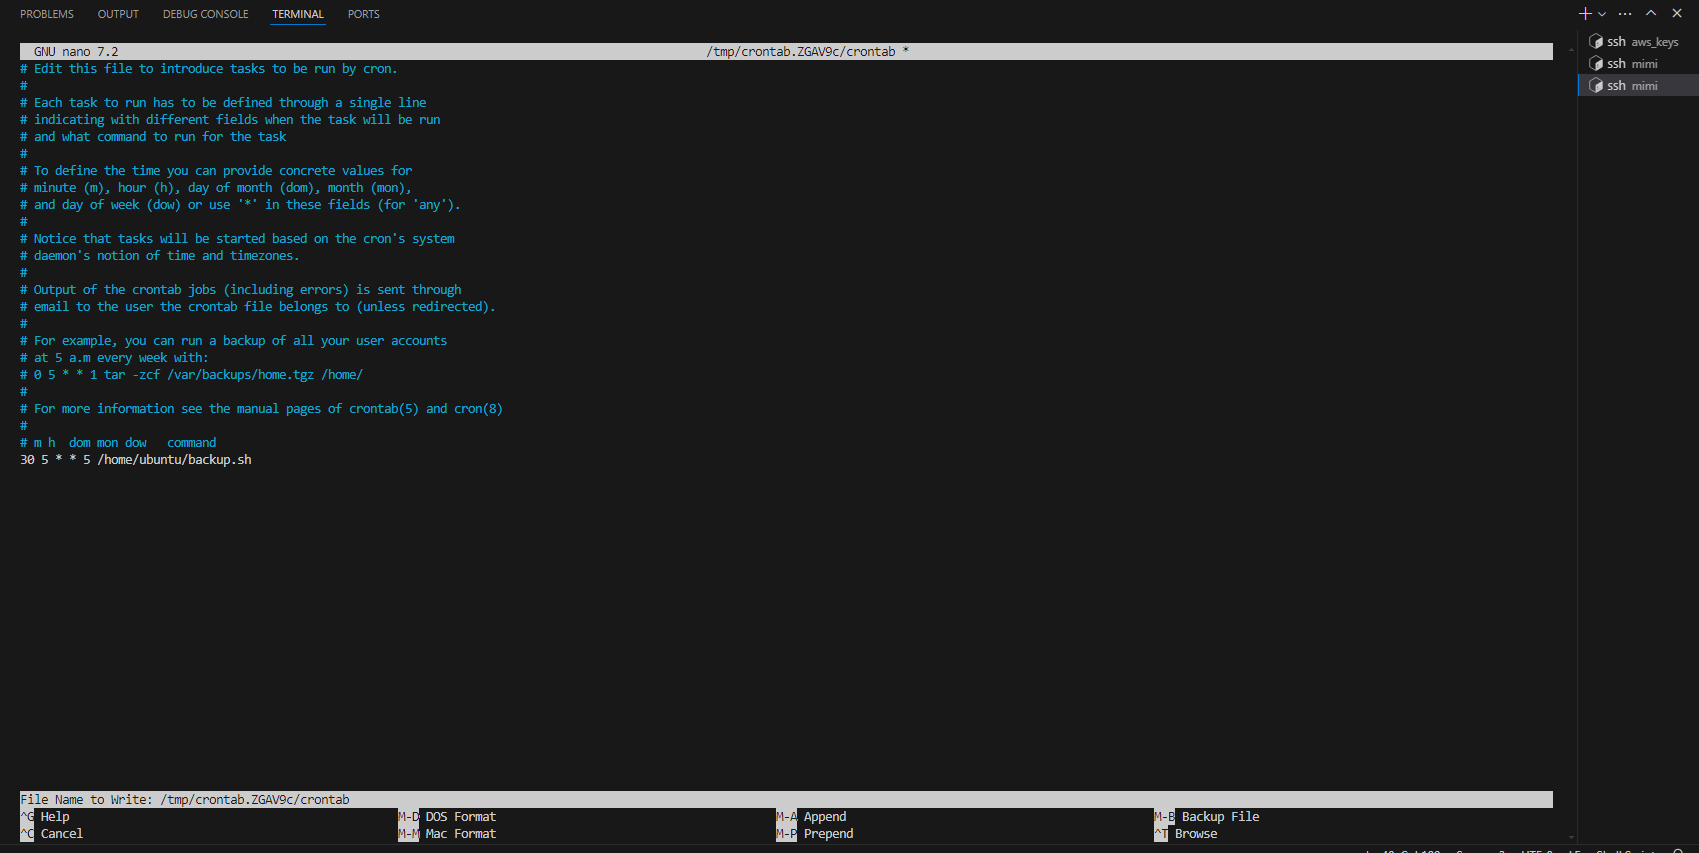 PROBLEMS OUTPUT DEBUG CONSOLE TERMINAL PORTS
GNU nano 7.2 /tmp/crontab.ZGAV9c/crontab *
# Edit this file to introduce tasks to be run by cron.
#
# Each task to run has to be defined through a single line
# indicating with different fields when the task will be run
# and what command to run for the task
#
# To define the time you can provide concrete values for
# minute (m), hour (h), day of month (dom), month (mon),
# and day of week (dow) or use '*' in these fields (for 'any').
#
# Notice that tasks will be started based on the cron's system
# daemon's notion of time and timezones.
#
# Output of the crontab jobs (including errors) is sent through
# email to the user the crontab file belongs to (unless redirected).
#
# For example, you can run a backup of all your user accounts
# at 5 a.m every week with:
# 0 5 * * 1 tar -zcf /var/backups/home.tgz /home/
#
# For more information see the manual pages of crontab(5) and cron(8)
#
# m h  dom mon dow   command
30 5 * * 5 /home/ubuntu/backup.sh
File Name to Write: /tmp/crontab.ZGAV9c/crontab
^G Help M-D DOS Format M-A Append M-B Backup File
^C Cancel M-M Mac Format M-P Prepend ^T Browse
ssh aws_keys
ssh mimi
ssh mimi